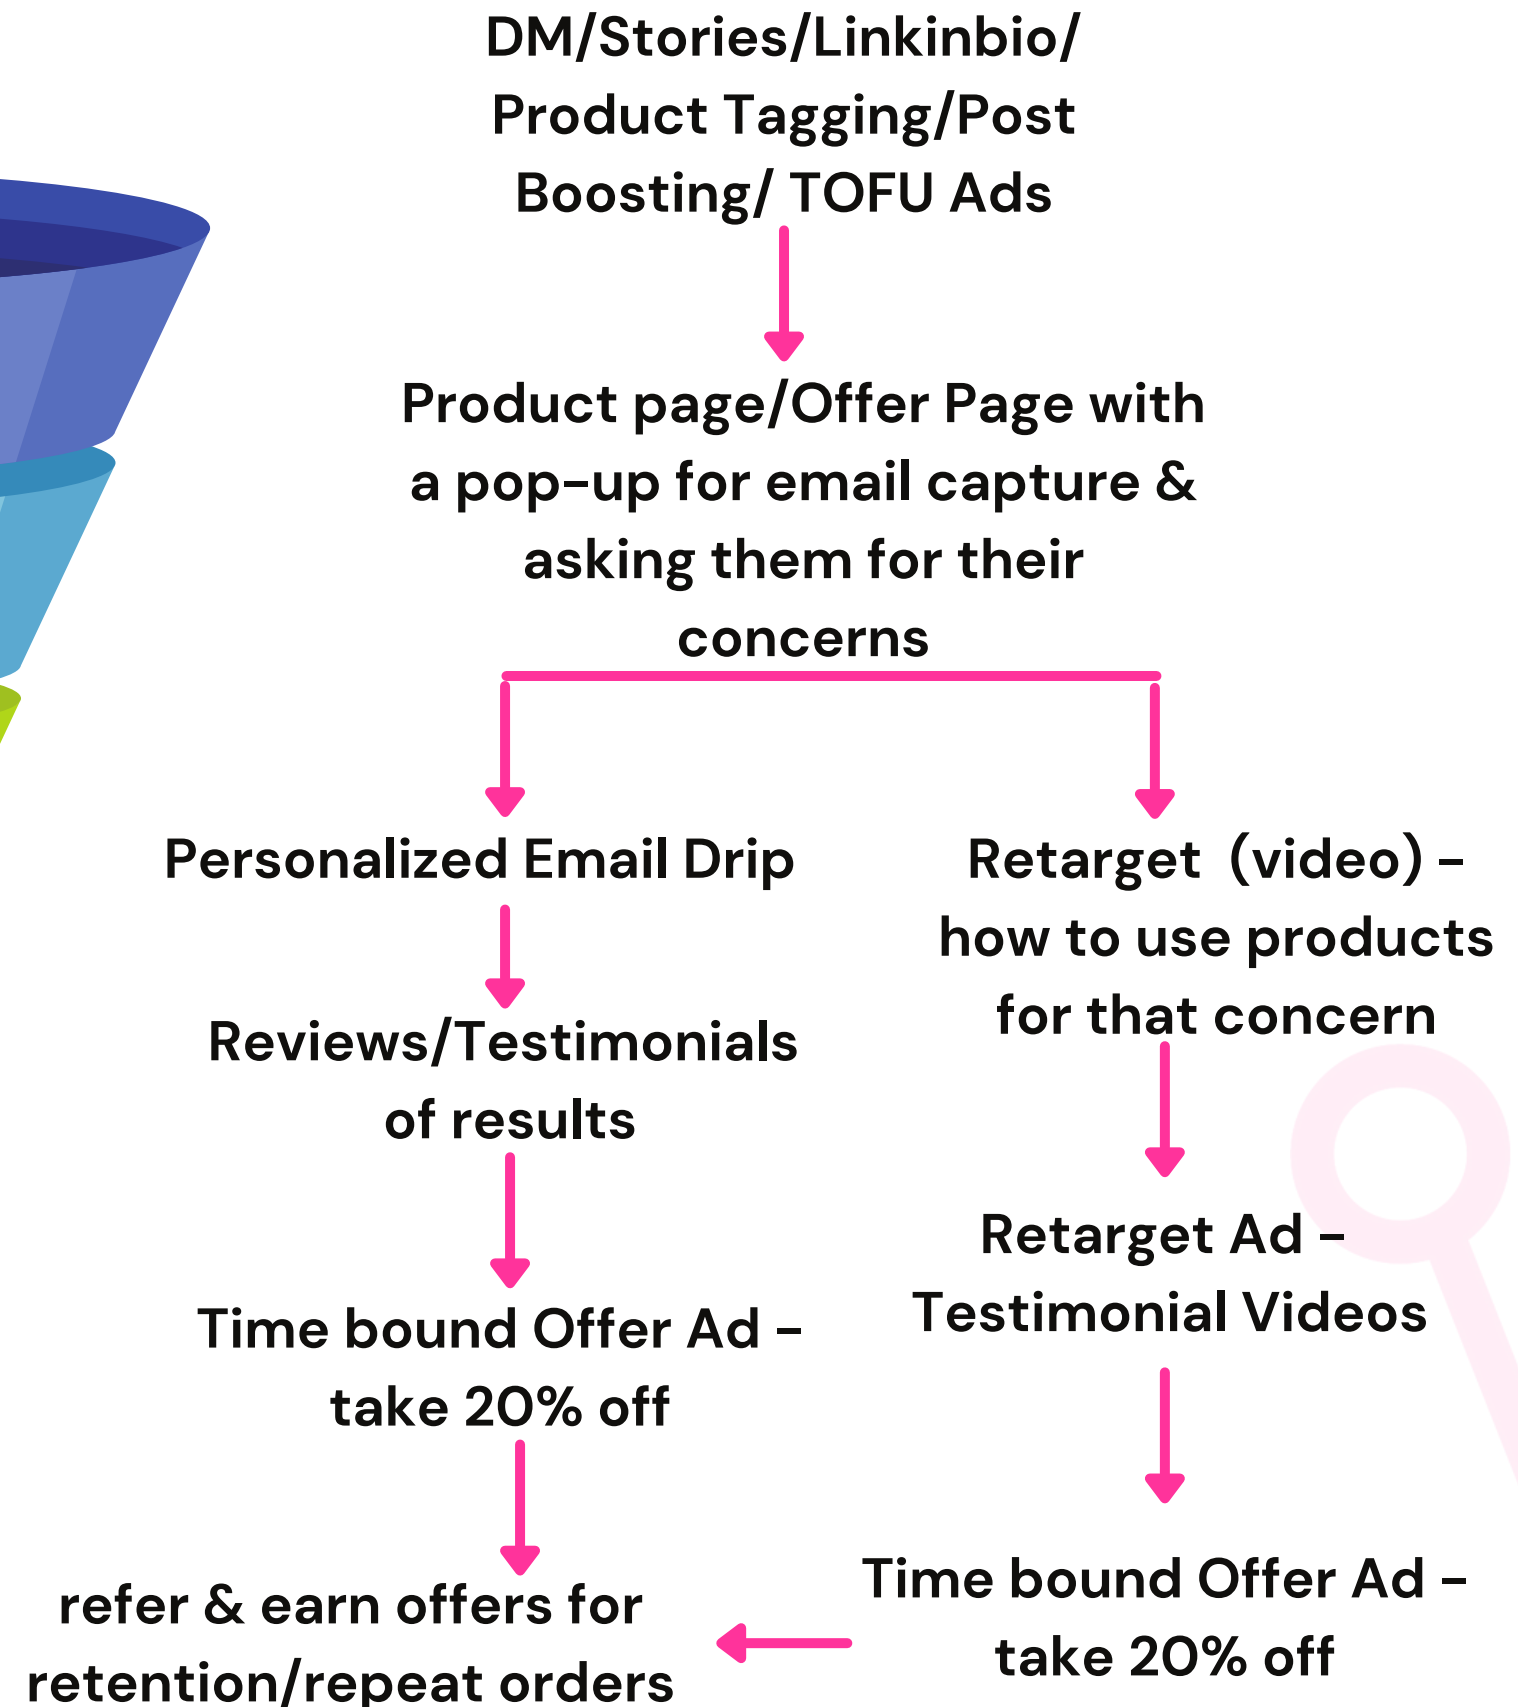 DM/Stories/Linkinbio/
Product Tagging/Post
Boosting/ TOFU Ads
Product page/Offer Page with
a pop-up for email capture &
asking them for their
concerns
Personalized Email Drip
Reviews/Testimonials
of results
Time bound Offer Ad -
take 20% off
Retarget (video) -
how to use products
for that concern
Retarget Ad -
Testimonial Videos
Time bound Offer Ad -
take 20% off
refer & earn offers for
retention/repeat orders